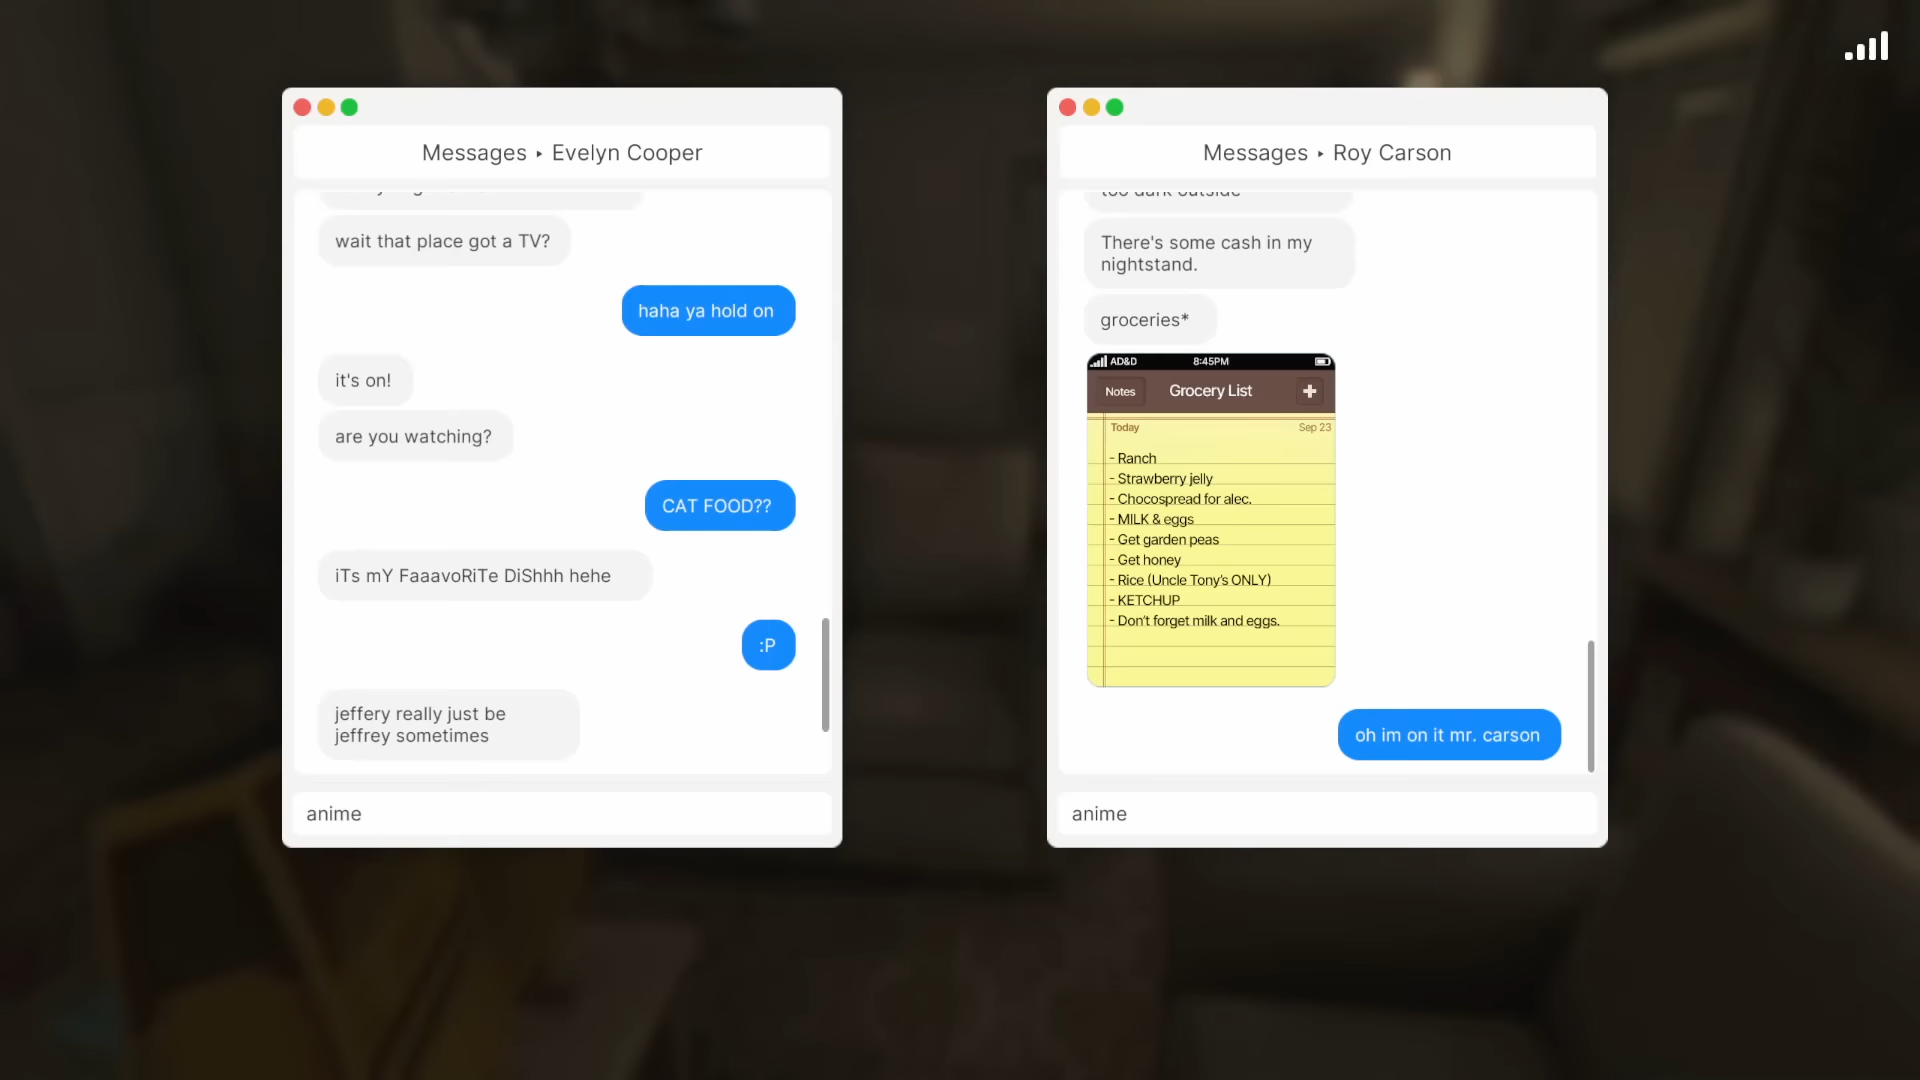 Messages ▸ Evelyn Cooper
wait that place got a TV?
haha ya hold on
it's on!
are you watching?
CAT FOOD??
iTs mY FaaavoRiTe DiShhh hehe
:P
jeffery really just be
jeffrey sometimes
anime
Messages ▸ Roy Carson
too dark outside
There's some cash in my
nightstand.
groceries*
AD&D 8:45PM
Notes Grocery List +
Today Sep 23
- Ranch
- Strawberry jelly
- Chocospread for alec.
- MILK & eggs
- Get garden peas
- Get honey
- Rice (Uncle Tony's ONLY)
- KETCHUP
- Don't forget milk and eggs.
oh im on it mr. carson
anime